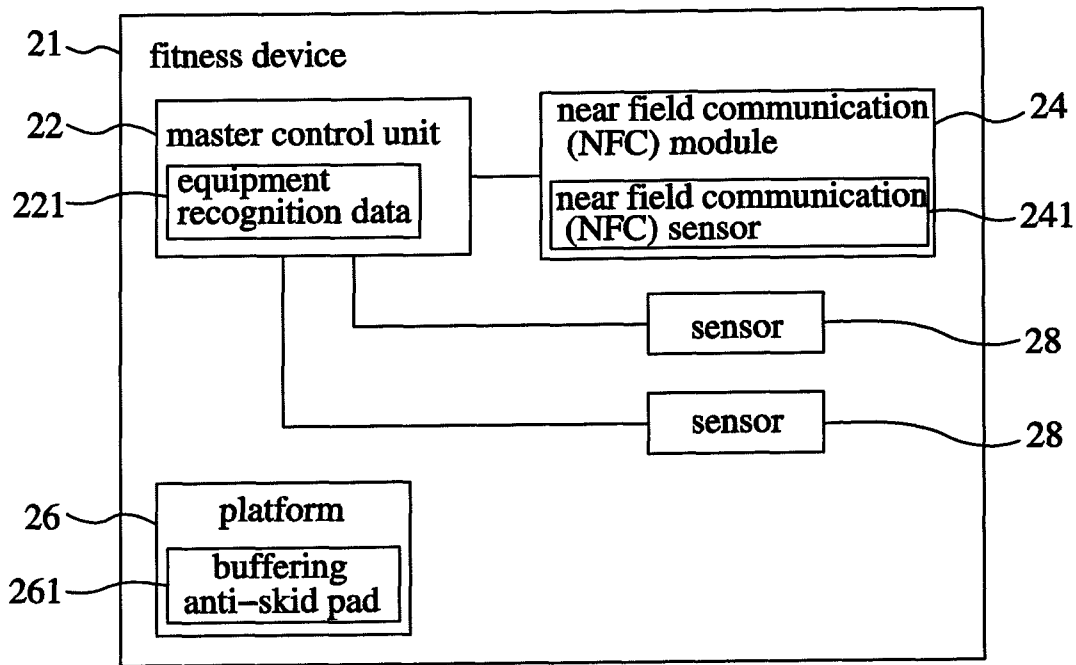 21
fitness device
22
master control unit
221
equipment
recognition data
near field communication
(NFC) module
24
near field communication
(NFC) sensor
241
sensor
28
sensor
28
26
platform
261
buffering
anti-skid pad